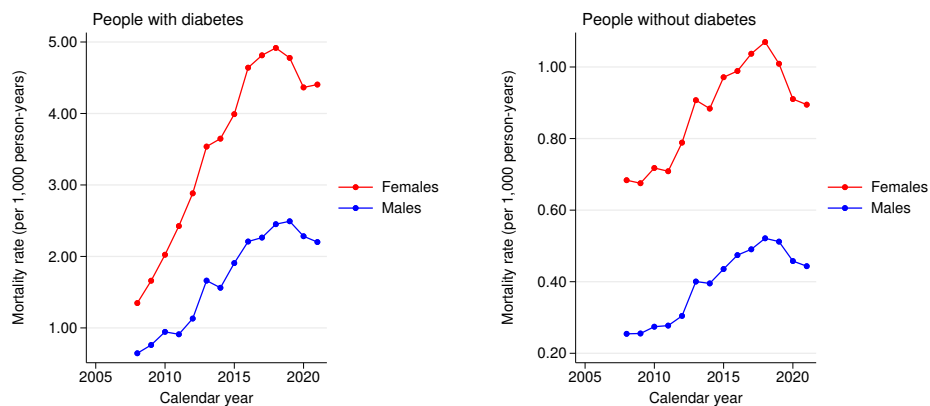 People with diabetes
Mortality rate (per 1,000 person-years)
5.00
4.00
3.00
2.00
1.00
2005 2010 2015 2020
Calendar year
Females
Males
People without diabetes
Mortality rate (per 1,000 person-years)
1.00
0.80
0.60
0.40
0.20
2005 2010 2015 2020
Calendar year
Females
Males